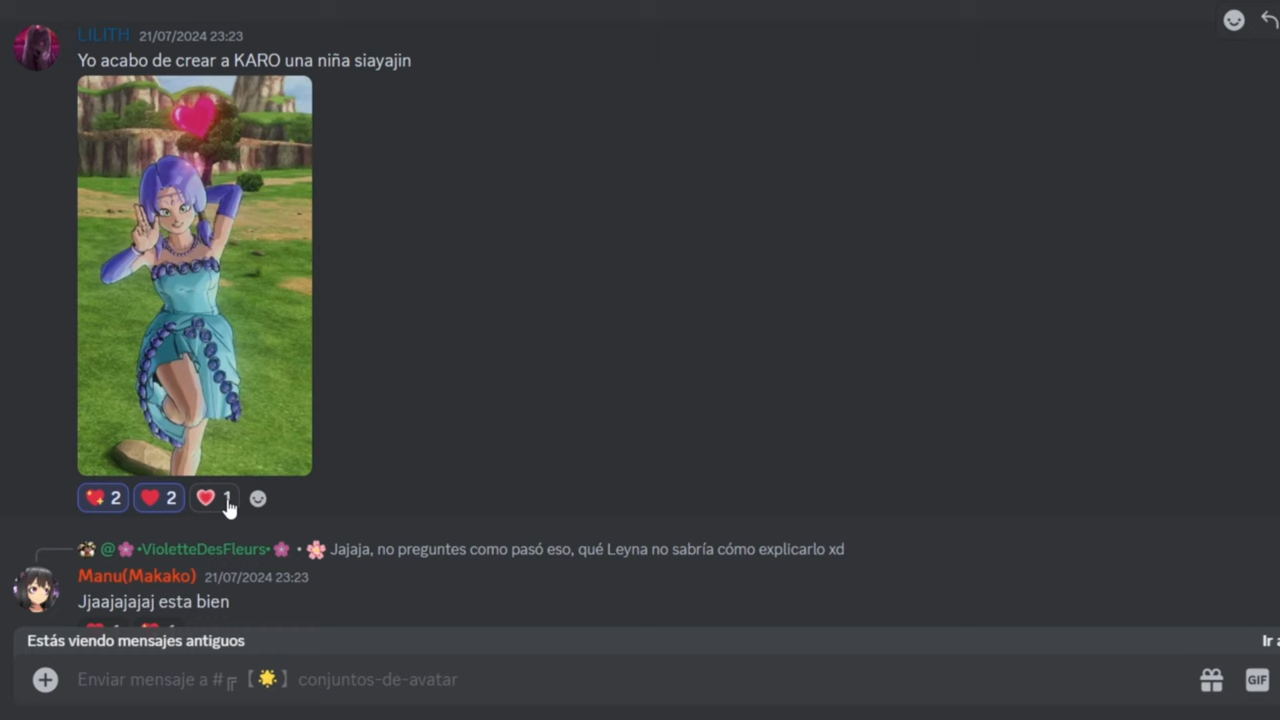 LILITH 21/07/2024 23:23
Yo acabo de crear a KARO una niña siayajin
2 2 1
@🌸•VioletteDesFleurs•🌸 • 🌸 Jajaja, no preguntes como pasó eso, qué Leyna no sabría cómo explicarlo xd
Manu(Makako) 21/07/2024 23:23
Jjaajajajaj esta bien
Estás viendo mensajes antiguos
Ir a
Enviar mensaje a #╔【🌟】conjuntos-de-avatar
GIF